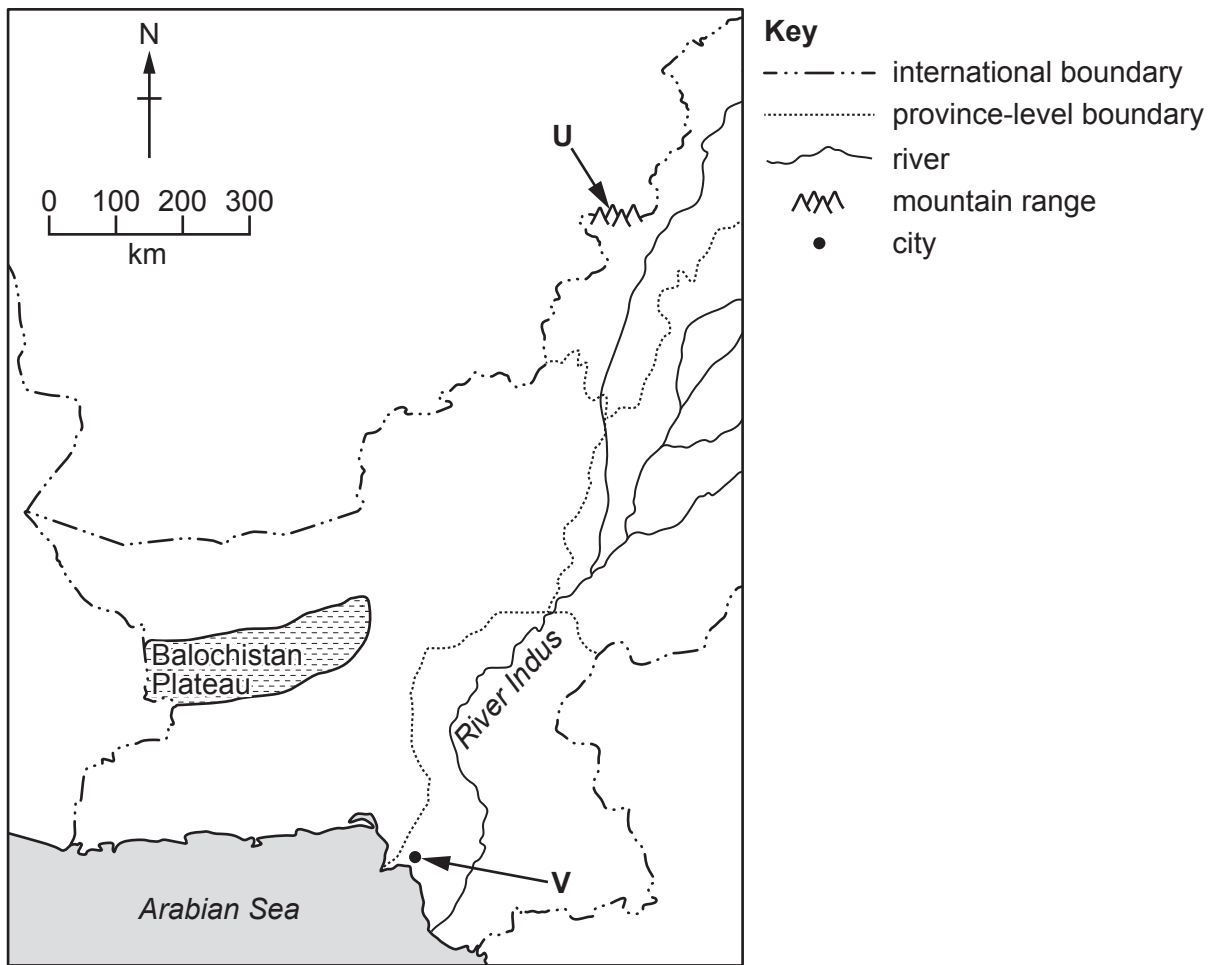 N
U
0 100 200 300
km
Balochistan
Plateau
River Indus
V
Arabian Sea
Key
international boundary
province-level boundary
river
mountain range
city